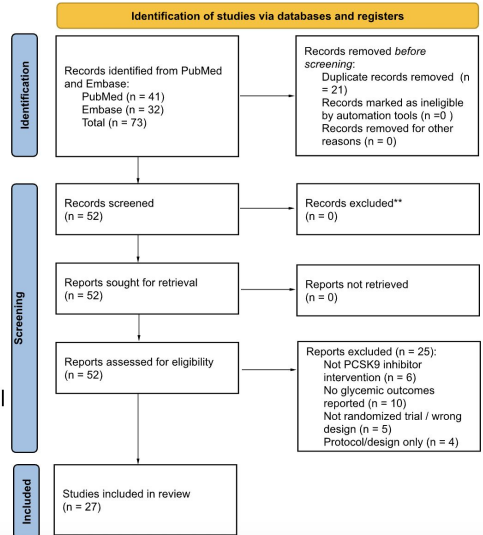 Identification of studies via databases and registers
Identification
Records identified from PubMed
and Embase:
PubMed (n = 41)
Embase (n = 32)
Total (n = 73)
Records removed before
screening:
Duplicate records removed (n
= 21)
Records marked as ineligible
by automation tools (n =0 )
Records removed for other
reasons (n = 0)
Screening
Records screened
(n = 52)
Records excluded**
(n = 0)
Reports sought for retrieval
(n = 52)
Reports not retrieved
(n = 0)
Reports assessed for eligibility
(n = 52)
Reports excluded (n = 25):
Not PCSK9 inhibitor
intervention (n = 6)
No glycemic outcomes
reported (n = 10)
Not randomized trial / wrong
design (n = 5)
Protocol/design only (n = 4)
Included
Studies included in review
(n = 27)